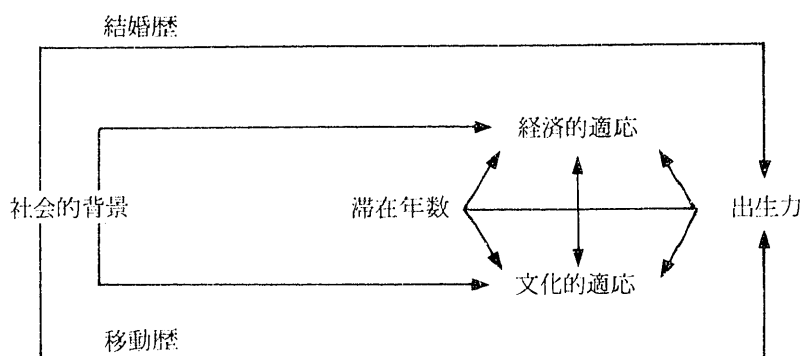 結婚歴
経済的適応
社会的背景 滞在年数 出生力
文化的適応
移動歴